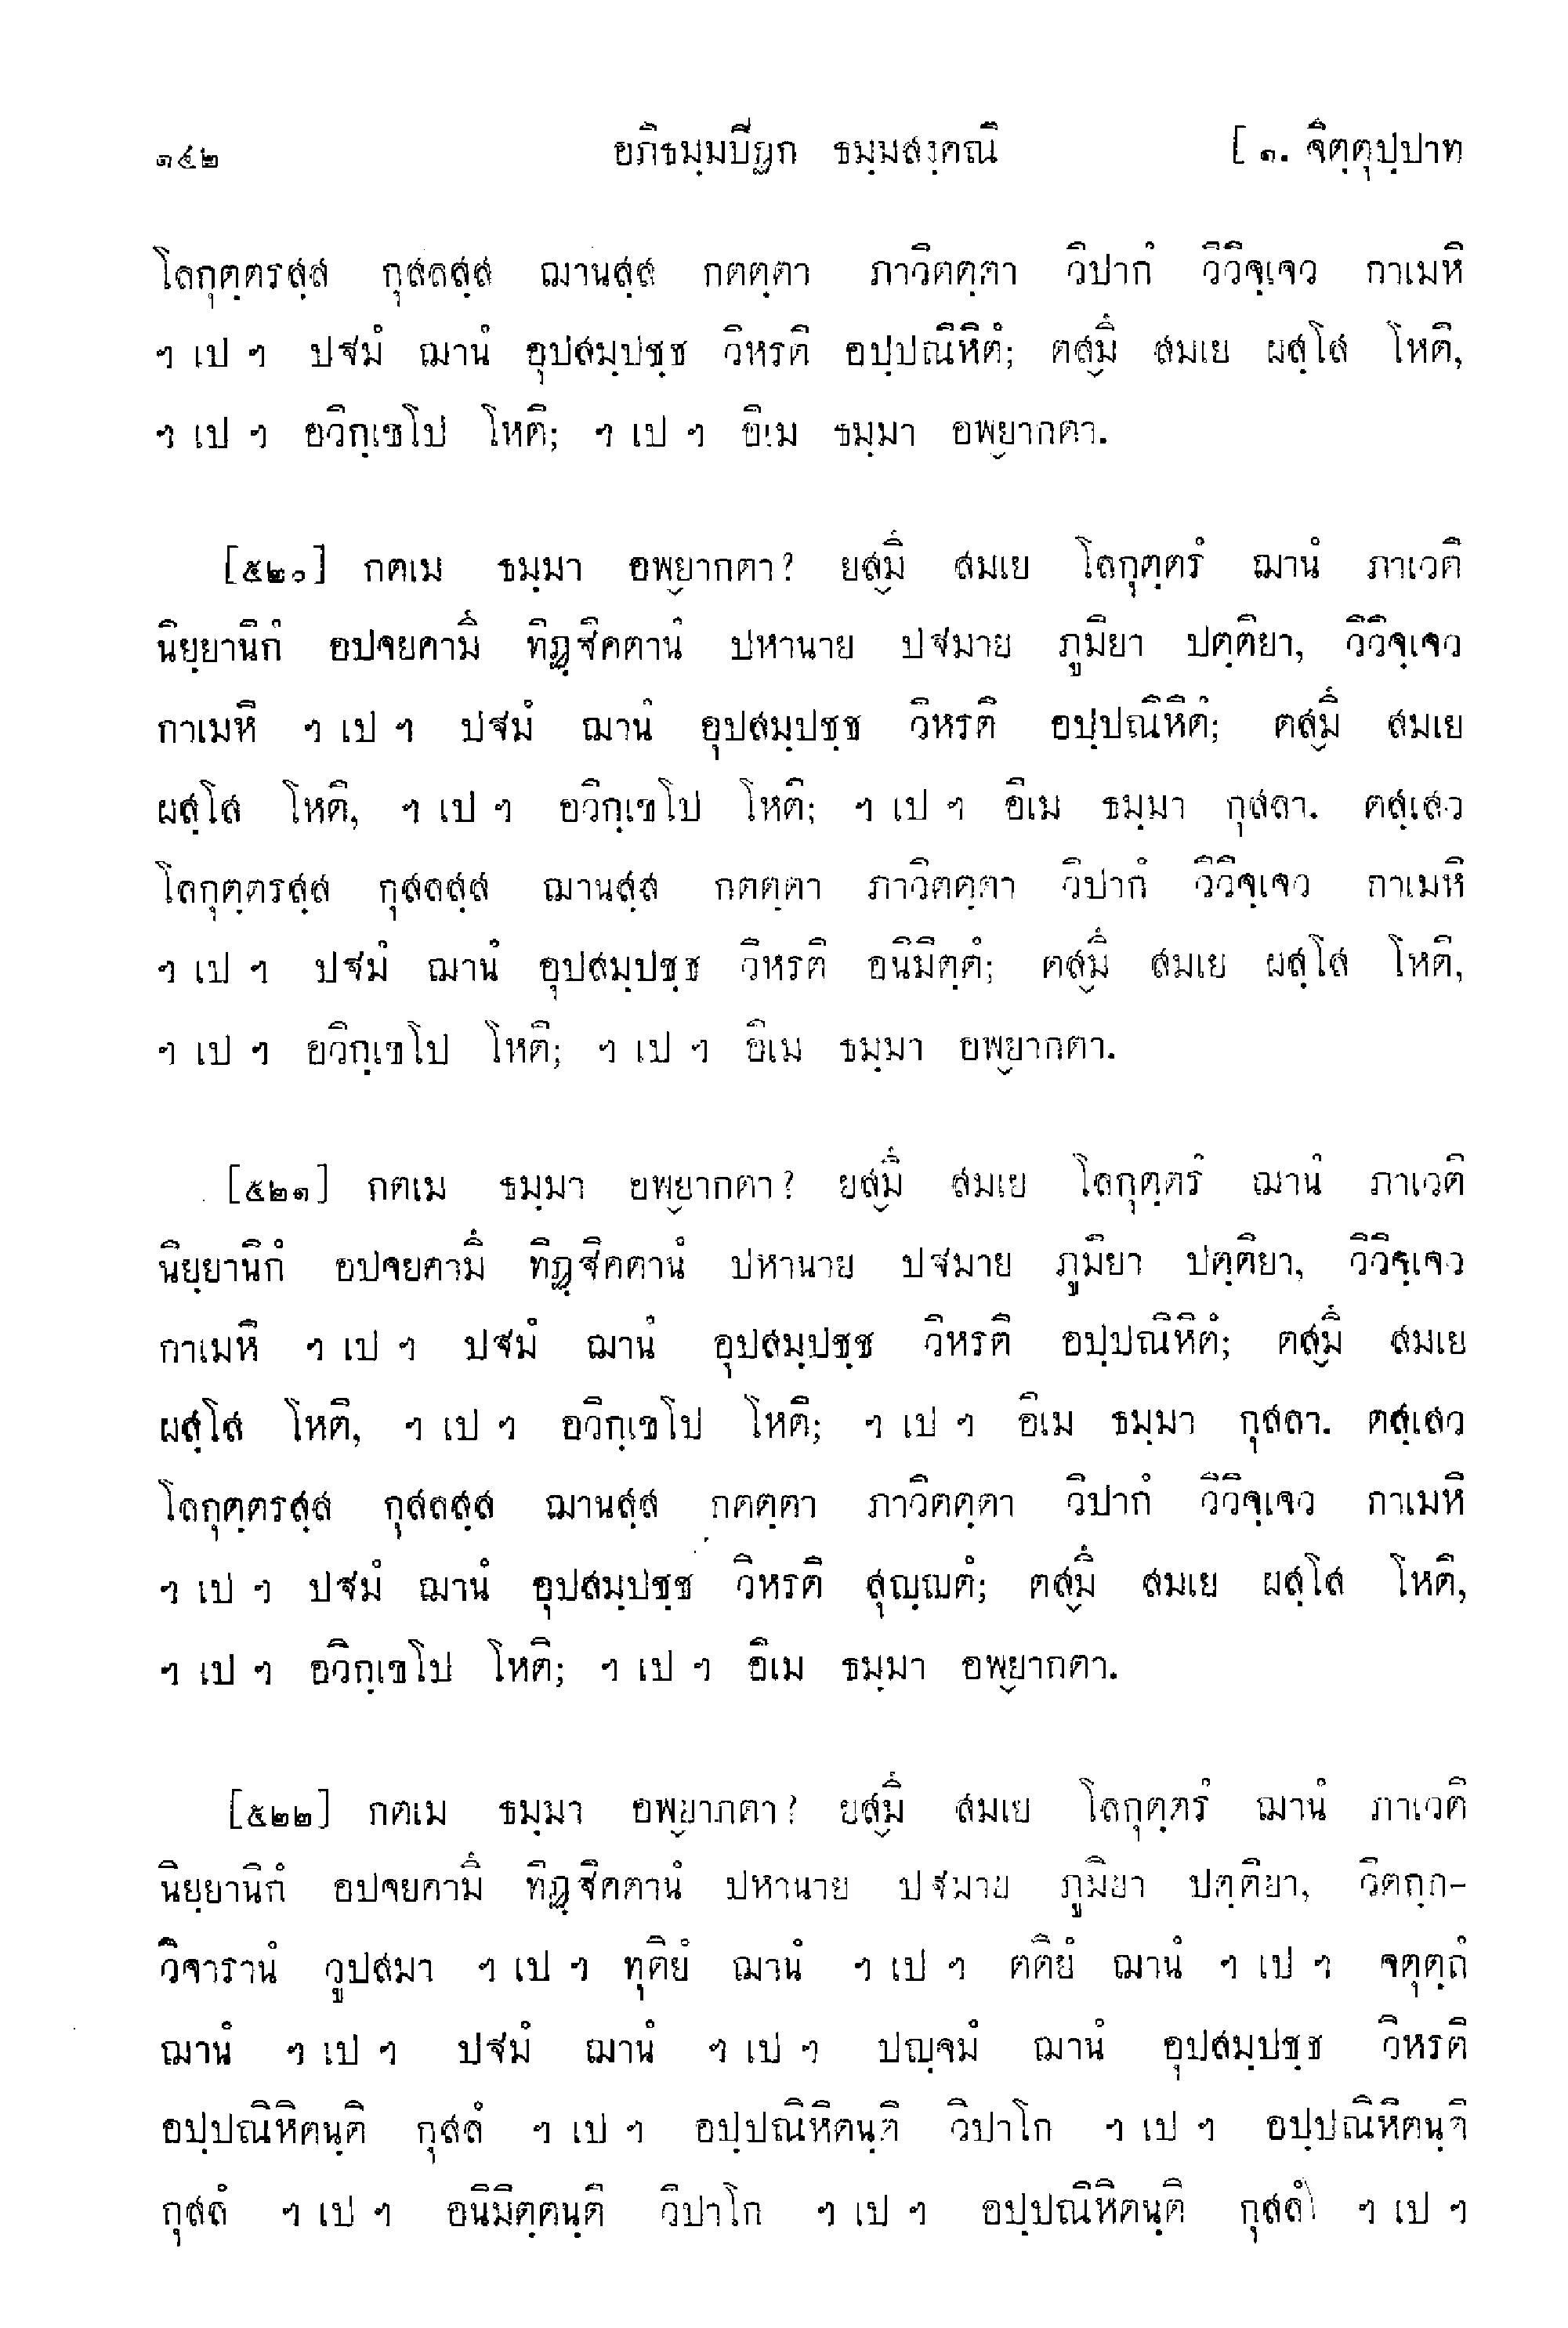 ๑๔๒ อภิธมฺมปิฏก ธมฺมสงฺคณี [ ๑. จิตฺตุปฺปาท
โลกุตฺตรสฺส กุสลสฺส ฌานสฺส กตตฺตา ภาวิตตฺตา วิปากํ วิวิจฺเจว กาเมหิ
ฯ เป ฯ ปฐมํ ฌานํ อุปสมฺปชฺช วิหรติ อปฺปณิหิตํ; ตสฺมึ สมเย ผสฺโส โหติ,
ฯ เป ฯ อวิกฺเขโป โหติ; ฯ เป ฯ อิเม ธมฺมา อพฺยากตา.
[๕๒๐] กตเม ธมฺมา อพฺยากตา? ยสฺมึ สมเย โลกุตฺตรํ ฌานํ ภาเวติ
นิยฺยานิกํ อปจยคามึ ทิฏฺฐิคตานํ ปหานาย ปฐมาย ภูมิยา ปตฺติยา, วิวิจฺเจว
กาเมหิ ฯ เป ฯ ปฐมํ ฌานํ อุปสมฺปชฺช วิหรติ อปฺปณิหิตํ; ตสฺมึ สมเย
ผสฺโส โหติ, ฯ เป ฯ อวิกฺเขโป โหติ; ฯ เป ฯ อิเม ธมฺมา กุสลา. ตสฺเสว
โลกุตฺตรสฺส กุสลสฺส ฌานสฺส กตตฺตา ภาวิตตฺตา วิปากํ วิวิจฺเจว กาเมหิ
ฯ เป ฯ ปฐมํ ฌานํ อุปสมฺปชฺช วิหรติ อนิมิตฺตํ; ตสฺมึ สมเย ผสฺโส โหติ,
ฯ เป ฯ อวิกฺเขโป โหติ; ฯ เป ฯ อิเม ธมฺมา อพฺยากตา.
[๕๒๑] กตเม ธมฺมา อพฺยากตา? ยสฺมึ สมเย โลกุตฺตรํ ฌานํ ภาเวติ
นิยฺยานิกํ อปจยคามึ ทิฏฺฐิคตานํ ปหานาย ปฐมาย ภูมิยา ปตฺติยา, วิวิจฺเจว
กาเมหิ ฯ เป ฯ ปฐมํ ฌานํ อุปสมฺปชฺช วิหรติ อปฺปณิหิตํ; ตสฺมึ สมเย
ผสฺโส โหติ, ฯ เป ฯ อวิกฺเขโป โหติ; ฯ เป ฯ อิเม ธมฺมา กุสลา. ตสฺเสว
โลกุตฺตรสฺส กุสลสฺส ฌานสฺส กตตฺตา ภาวิตตฺตา วิปากํ วิวิจฺเจว กาเมหิ
ฯ เป ฯ ปฐมํ ฌานํ อุปสมฺปชฺช วิหรติ สุญฺญตํ; ตสฺมึ สมเย ผสฺโส โหติ,
ฯ เป ฯ อวิกฺเขโป โหติ; ฯ เป ฯ อิเม ธมฺมา อพฺยากตา.
[๕๒๒] กตเม ธมฺมา อพฺยากตา? ยสฺมึ สมเย โลกุตฺตรํ ฌานํ ภาเวติ
นิยฺยานิกํ อปจยคามึ ทิฏฺฐิคตานํ ปหานาย ปฐมาย ภูมิยา ปตฺติยา, วิตกฺก-
วิจารานํ วูปสมา ฯ เป ฯ ทุติยํ ฌานํ ฯ เป ฯ ตติยํ ฌานํ ฯ เป ฯ จตุตฺถํ
ฌานํ ฯ เป ฯ ปฐมํ ฌานํ ฯ เป ฯ ปญฺจมํ ฌานํ อุปสมฺปชฺช วิหรติ
อปฺปณิหิตนฺติ กุสลํ ฯ เป ฯ อปฺปณิหิตนฺติ วิปาโก ฯ เป ฯ อปฺปณิหิตนฺติ
กุสลํ ฯ เป ฯ อนิมิตฺตนฺติ วิปาโก ฯ เป ฯ อปฺปณิหิตนฺติ กุสลํ ฯ เป ฯ